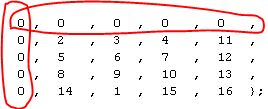 0, 0, 0, 0, 0,
0, 2, 3, 4, 11,
0, 5, 6, 7, 12,
0, 8, 9, 10, 13,
0, 14, 1, 15, 16 };